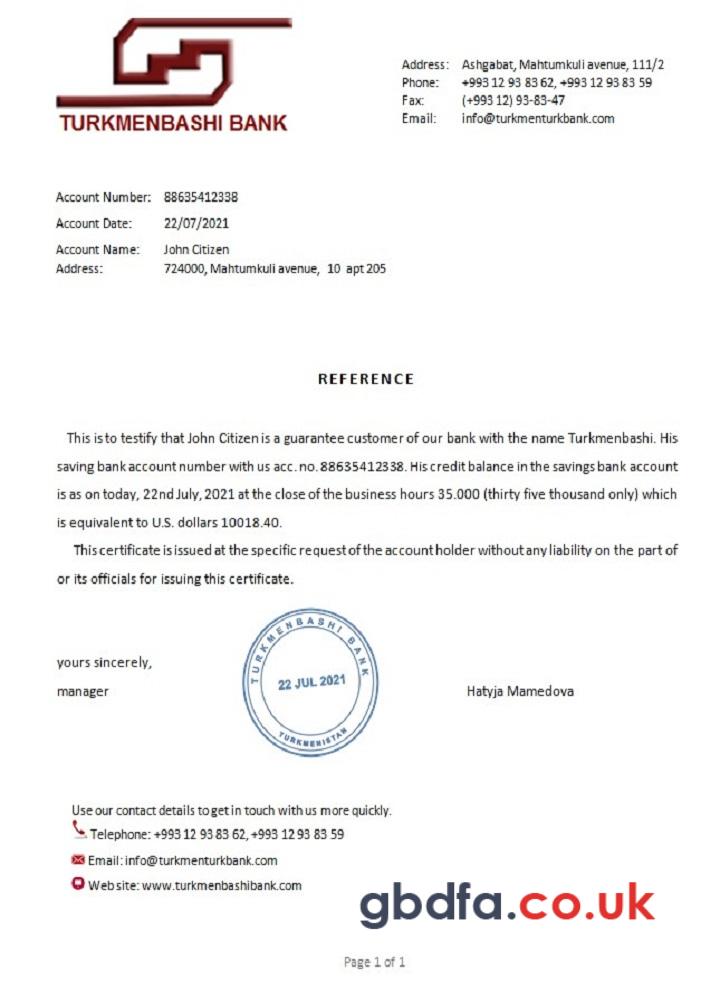 TURKMENBASHI BANK
Address: Ashgabat, Mahtumkuli avenue, 111/2
Phone: +993 12 93 83 62, +993 12 93 83 59
Fax: (+993 12) 93-83-47
Email: info@turkmenturkbank.com
Account Number: 88635412338
Account Date: 22/07/2021
Account Name: John Citizen
Address: 724000, Mahtumkuli avenue, 10 apt 205
REFERENCE
This is to testify that John Citizen is a guarantee customer of our bank with the name Turkmenbashi. His
saving bank account number with us acc. no. 88635412338. His credit balance in the savings bank account
is as on today, 22nd July, 2021 at the close of the business hours 35.000 (thirty five thousand only) which
is equivalent to U.S. dollars 10018.40.
This certificate is issued at the specific request of the account holder without any liability on the part of
or its officials for issuing this certificate.
yours sincerely,
manager
TURKMENBASHI BANK
22 JUL 2021
TURKMENISTAN
Hatyja Mamedova
Use our contact details to get in touch with us more quickly.
Telephone: +993 12 93 83 62, +993 12 93 83 59
Email: info@turkmenturkbank.com
Web site: www.turkmenbashibank.com
gbdfa.co.uk
Page 1 of 1